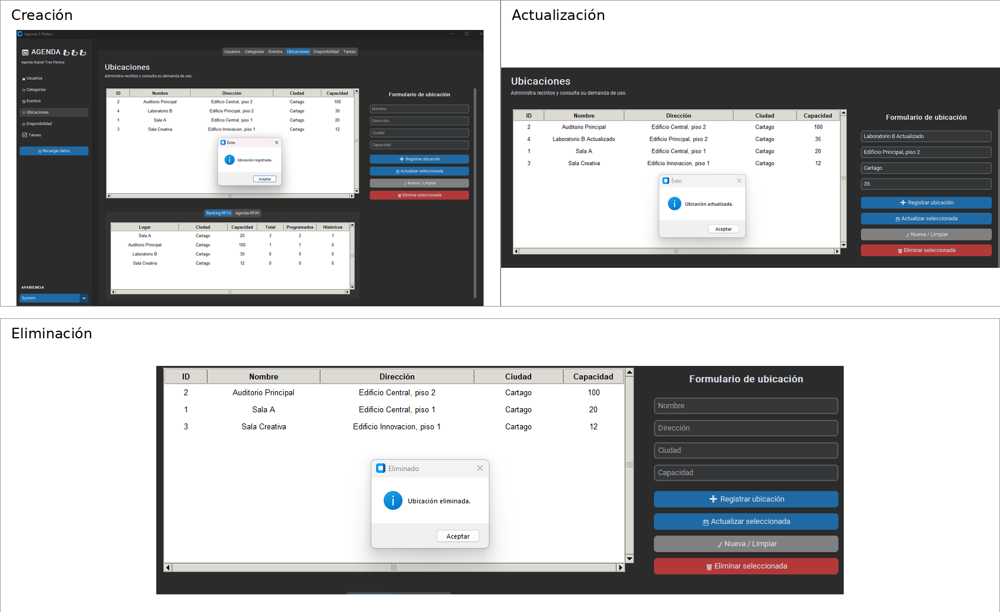 Creación
Agenda 3 Patitos
AGENDA
Agenda Digital Tres Patitos
Usuarios
Categorías
Eventos
Ubicaciones
Disponibilidad
Tareas
Recargar datos
APARIENCIA
System
Usuarios Categorías Eventos Ubicaciones Disponibilidad Tareas
Ubicaciones
Administra recintos y consulta su demanda de uso.
ID Nombre Dirección Ciudad Capacidad
2 Auditorio Principal Edificio Central, piso 2 Cartago 100
4 Laboratorio B Edificio Principal, piso 2 Cartago 30
1 Sala A Edificio Central, piso 1 Cartago 20
3 Sala Creativa Edificio Innovacion, piso 1 Cartago 12
Éxito
Ubicación registrada.
Aceptar
Formulario de ubicación
Nombre
Dirección
Ciudad
Capacidad
Registrar ubicación
Actualizar seleccionada
Nueva / Limpiar
Eliminar seleccionada
Ranking RF10 Agenda RF09
Lugar Ciudad Capacidad Total Programados Históricos
Sala A Cartago 20 3 2 1
Auditorio Principal Cartago 100 1 1 0
Laboratorio B Cartago 30 0 0 0
Sala Creativa Cartago 12 0 0 0
Actualización
Ubicaciones
Administra recintos y consulta su demanda de uso.
ID Nombre Dirección Ciudad Capacidad
2 Auditorio Principal Edificio Central, piso 2 Cartago 100
4 Laboratorio B Actualizado Edificio Principal, piso 2 Cartago 35
1 Sala A Edificio Central, piso 1 Cartago 20
3 Sala Creativa Edificio Innovacion, piso 1 Cartago 12
Éxito
Ubicación actualizada.
Aceptar
Formulario de ubicación
Laboratorio B Actualizado
Edificio Principal, piso 2
Cartago
35
Registrar ubicación
Actualizar seleccionada
Nueva / Limpiar
Eliminar seleccionada
Eliminación
ID Nombre Dirección Ciudad Capacidad
2 Auditorio Principal Edificio Central, piso 2 Cartago 100
1 Sala A Edificio Central, piso 1 Cartago 20
3 Sala Creativa Edificio Innovacion, piso 1 Cartago 12
Eliminado
Ubicación eliminada.
Aceptar
Formulario de ubicación
Nombre
Dirección
Ciudad
Capacidad
Registrar ubicación
Actualizar seleccionada
Nueva / Limpiar
Eliminar seleccionada